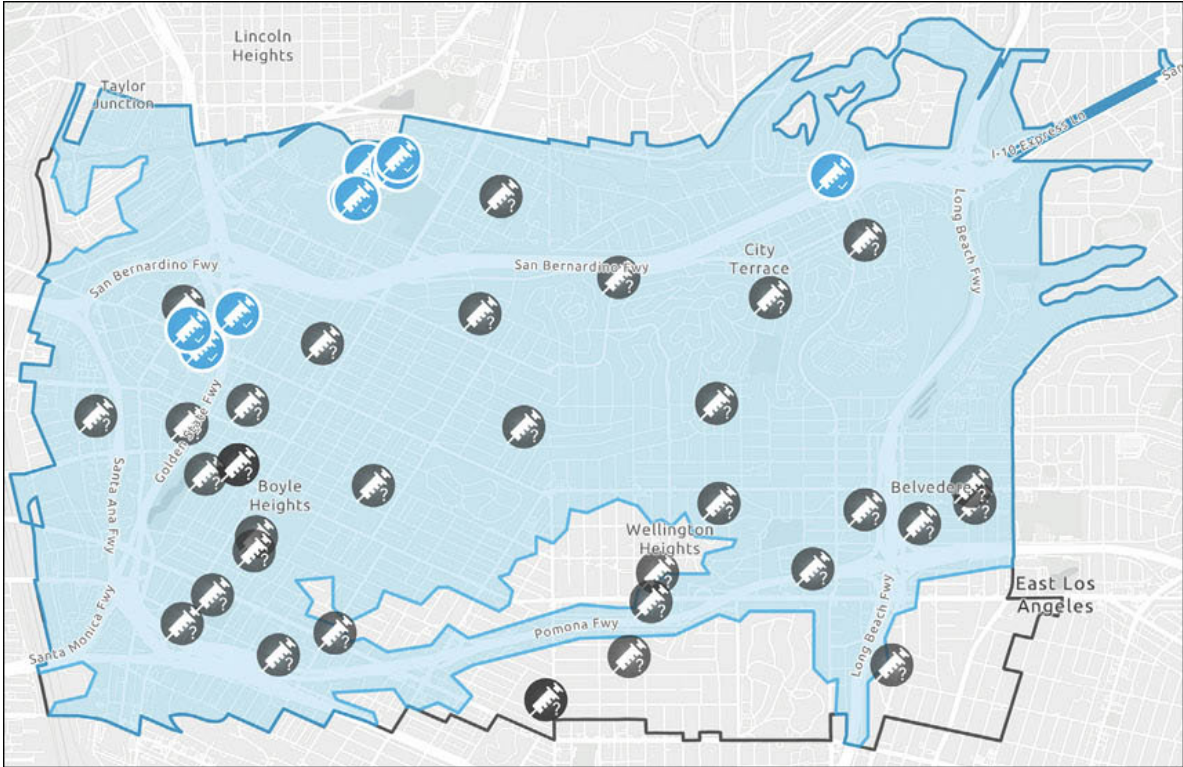 Lincoln
Heights
Taylor
Junction
San
I-10 Express Ln
San Bernardino Fwy
San Bernardino Fwy
City
Terrace
Long Beach Fwy
Golden State Fwy
Santa Ana Fwy
Boyle
Heights
Belvedere
Wellington
Heights
East Los
Angeles
Santa Monica Fwy
Pomona Fwy
Long Beach Fwy